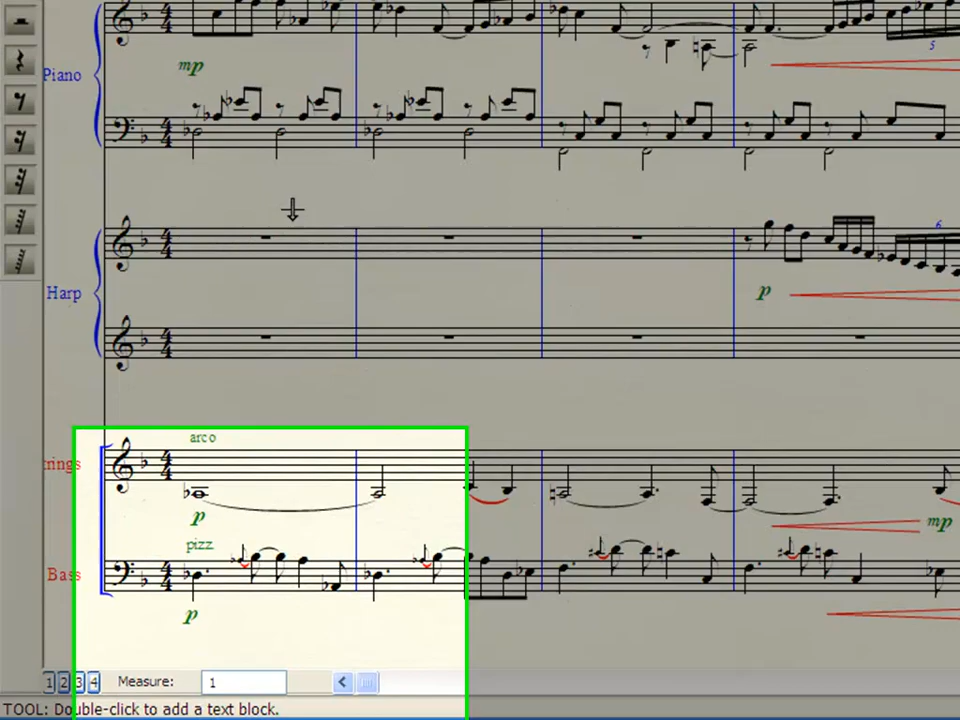 mp
Piano
5
6
Harp
p
arco
p
mp
pizz
Bass
p
1 2 3 4 Measure: 1
TOOL: Double-click to add a text block.